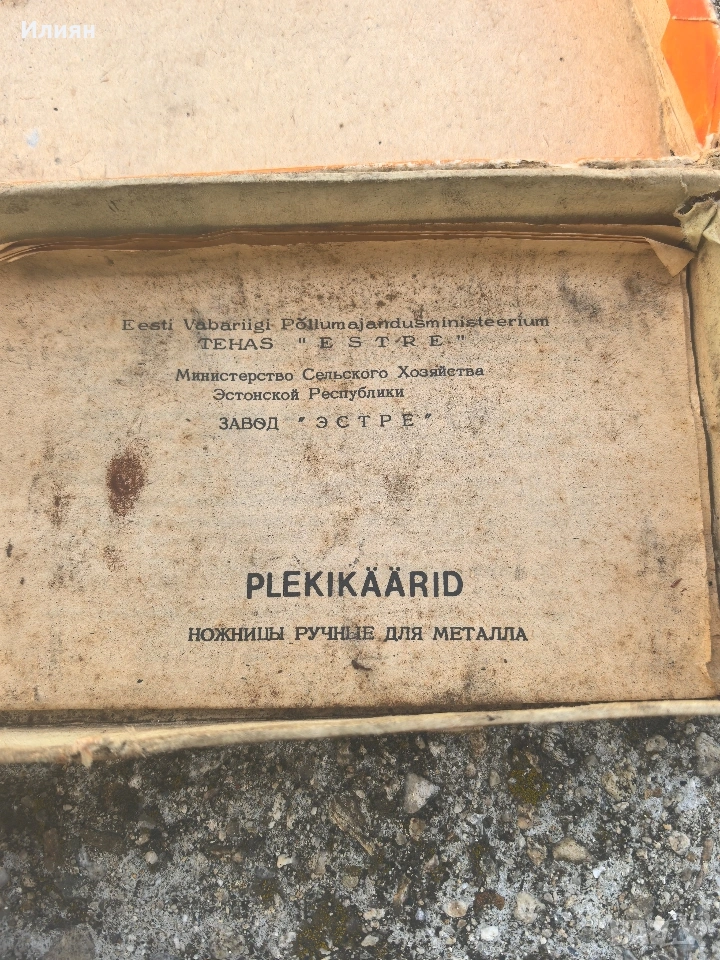 Илиян
Eesti Vabariigi Põllumajandusministeerium
TEHAS "ESTRE"
Министерство Сельского Хозяйства
Эстонской Республики
ЗАВОД "ЭСТРЕ"
PLEKIKÄÄRID
НОЖНИЦЫ РУЧНЫЕ ДЛЯ МЕТАЛЛА